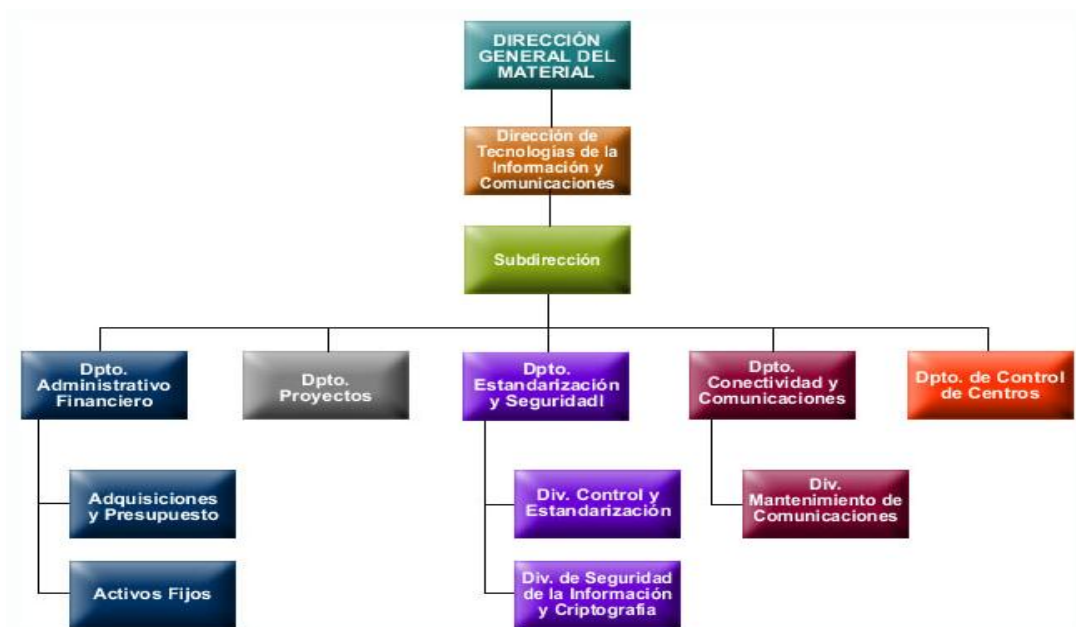 DIRECCIÓN
GENERAL DEL
MATERIAL
Dirección de
Tecnologías de la
Información y
Comunicaciones
Subdirección
Dpto.
Administrativo
Financiero
Dpto.
Proyectos
Dpto.
Estandarización
y Seguridadl
Dpto.
Conectividad y
Comunicaciones
Dpto. de Control
de Centros
Adquisiciones
y Presupuesto
Div. Control y
Estandarización
Div.
Mantenimiento de
Comunicaciones
Activos Fijos
Div. de Seguridad
de la Información
y Criptografia